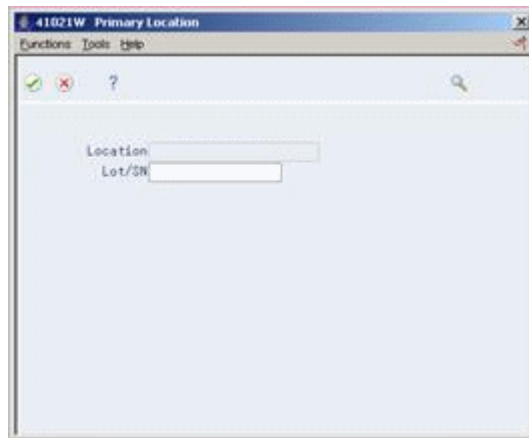 41021W Primary Location
Functions Tools Help
?
Location
Lot/SN